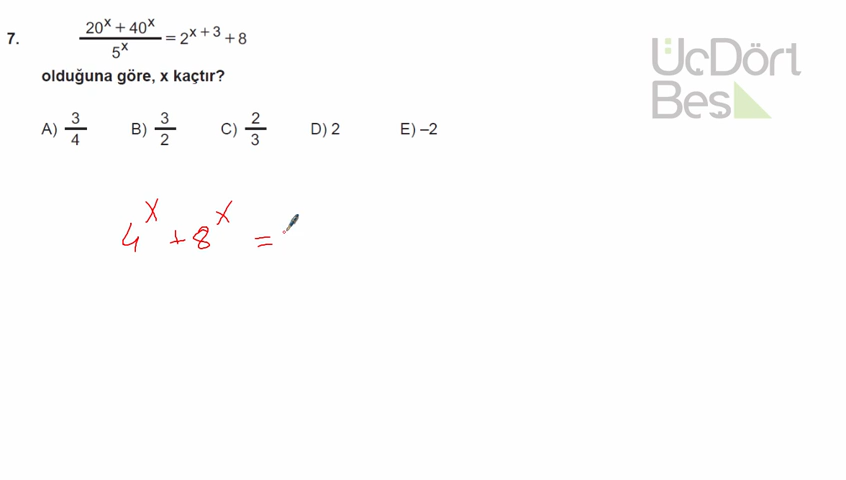 7. (20^x + 40^x) / 5^x = 2^(x + 3) + 8
olduğuna göre, x kaçtır?
A) 3/4 B) 3/2 C) 2/3 D) 2 E) –2
4^x + 8^x =
ÜçDört
Beş